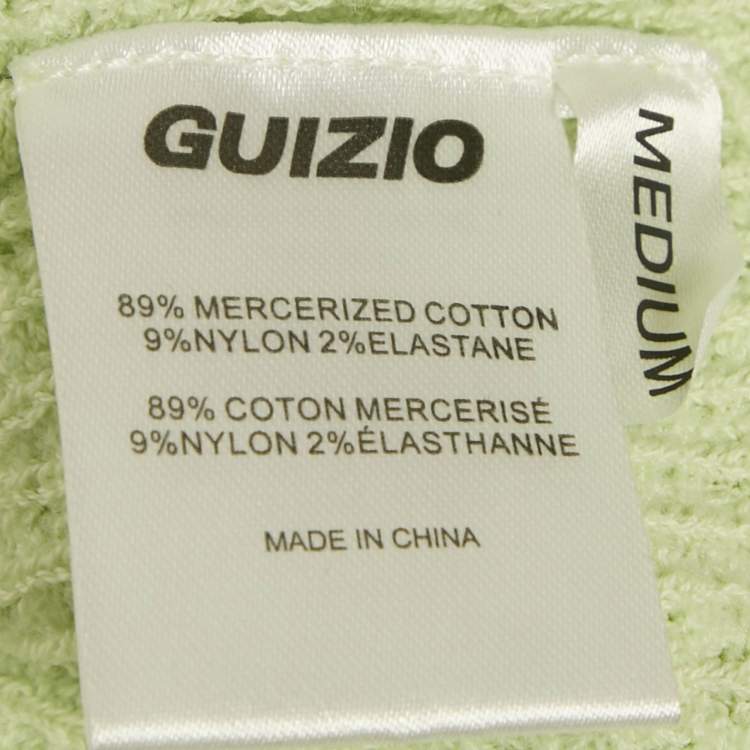 GUIZIO
89% MERCERIZED COTTON
9%NYLON 2%ELASTANE
89% COTON MERCERISÉ
9%NYLON 2%ÉLASTHANNE
MADE IN CHINA
MEDIUM